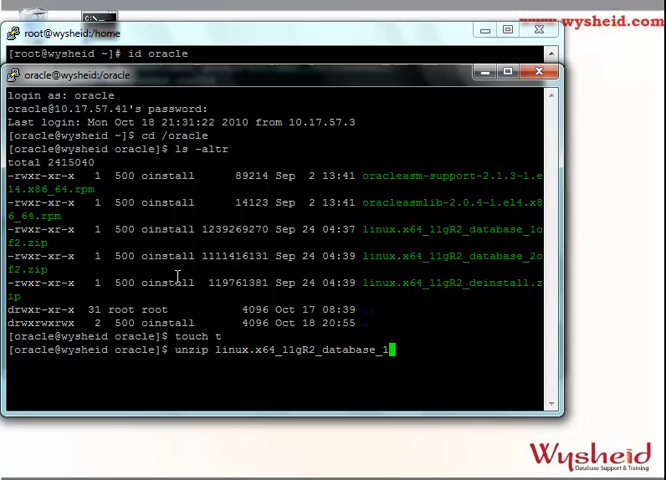 www.wysheid.com
root@wysheid:/home
[root@wysheid home]# id oracle
oracle@wysheid:/oracle
login as: oracle
oracle@10.17.57.41's password:
Last login: Mon Oct 18 21:31:22 2010 from 10.17.57.3
[oracle@wysheid ~]$ cd /oracle
[oracle@wysheid oracle]$ ls -altr
total 2415040
-rwxr-xr-x 1 500 oinstall 89214 Sep 2 13:41 oracleasm-support-2.1.3-1.e
l4.x86_64.rpm
-rwxr-xr-x 1 500 oinstall 14123 Sep 2 13:41 oracleasmlib-2.0.4-1.el4.x8
6_64.rpm
-rwxr-xr-x 1 500 oinstall 1239269270 Sep 24 04:37 linux.x64_11gR2_database_1o
f2.zip
-rwxr-xr-x 1 500 oinstall 1111416131 Sep 24 04:37 linux.x64_11gR2_database_2o
f2.zip
-rwxr-xr-x 1 500 oinstall 119761381 Sep 24 04:37 linux.x64_11gR2_deinstall.z
ip
drwxr-xr-x 31 root root 4096 Oct 17 08:39 ..
drwxrwxrwx 2 500 oinstall 4096 Oct 18 20:55 .
[oracle@wysheid oracle]$ touch t
[oracle@wysheid oracle]$ unzip linux.x64_11gR2_database_1
Wysheid
Database Support & Training